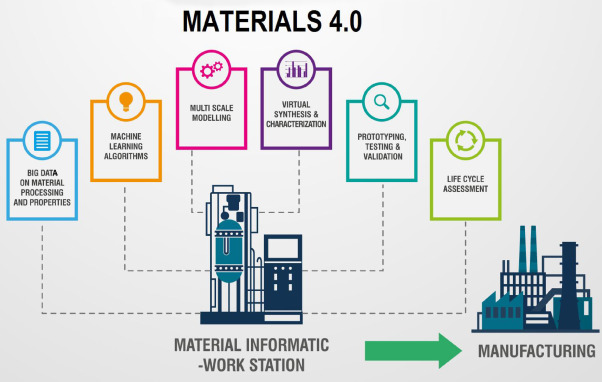 MATERIALS 4.0
BIG DATA
ON MATERIAL
PROCESSING
AND PROPERTIES
MACHINE
LEARNING
ALGORITHMS
MULTI SCALE
MODELLING
VIRTUAL
SYNTHESIS &
CHARACTERIZATION
PROTOTYPING,
TESTING &
VALIDATION
LIFE CYCLE
ASSESSMENT
MATERIAL INFORMATIC
-WORK STATION
MANUFACTURING